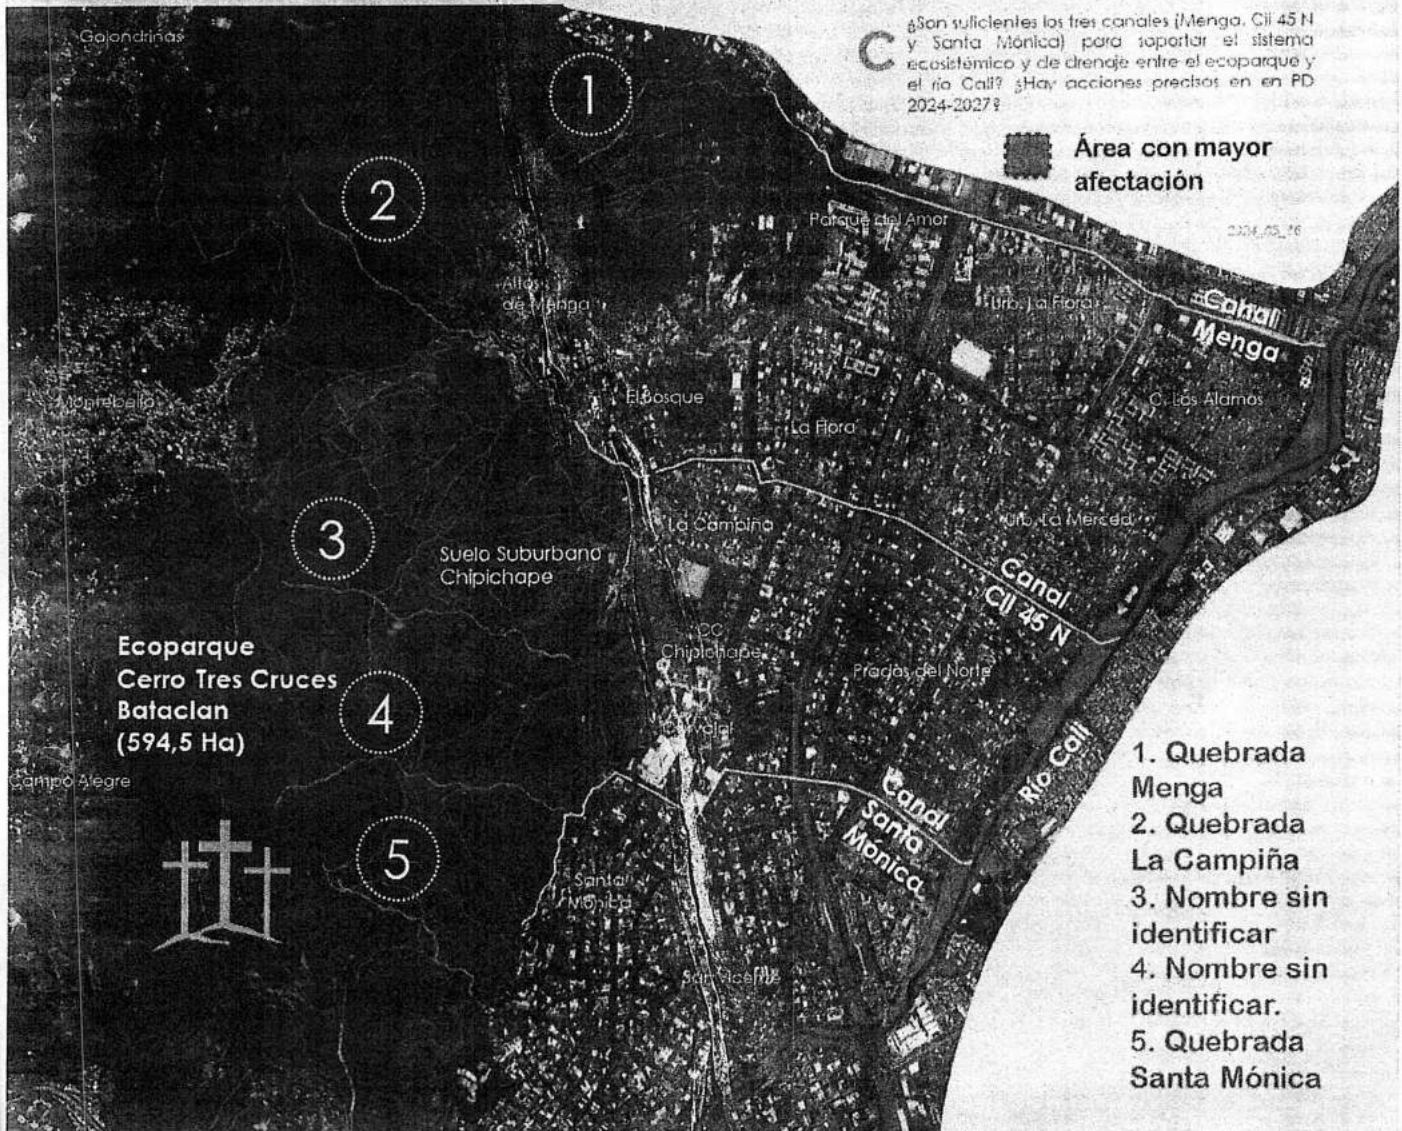 C
¿Son suficientes los tres canales (Menga, Cll 45 N
y Santa Mónica) para soportar el sistema
ecosistémico y de drenaje entre el ecoparque y
el río Cali? ¿Hay acciones precisos en en PD
2024-2027?
Área con mayor
afectación
Golondrinas
1
2
Parque del Amor
Altos
de Menga
Urb. La Flora
Canal
Menga
Montebello
El Bosque
La Flora
C. Los Alamos
3
La Campiña
Urb. La Merced
Suelo Suburbano
Chipichape
Canal
Cll 45 N
CC
Chipichape
Prados del Norte
Ecoparque
Cerro Tres Cruces
Bataclan
(594,5 Ha)
4
Campo Alegre
Río Cali
Canal
Santa
Mónica
5
Santa
Mónica
San Vicente
1. Quebrada
Menga
2. Quebrada
La Campiña
3. Nombre sin
identificar
4. Nombre sin
identificar.
5. Quebrada
Santa Mónica